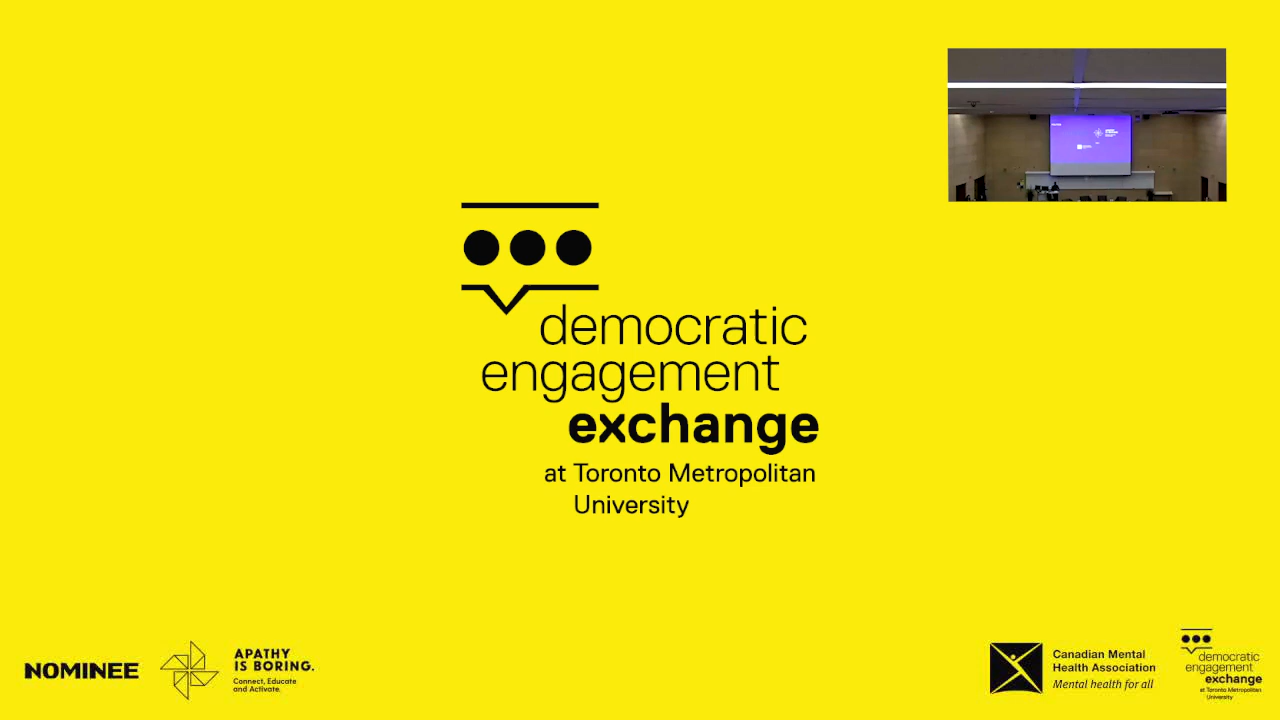 democratic
engagement
exchange
at Toronto Metropolitan
University
NOMINEE
APATHY
IS BORING.
Connect, Educate
and Activate.
Canadian Mental
Health Association
Mental health for all
democratic
engagement
exchange
at Toronto Metropolitan
University